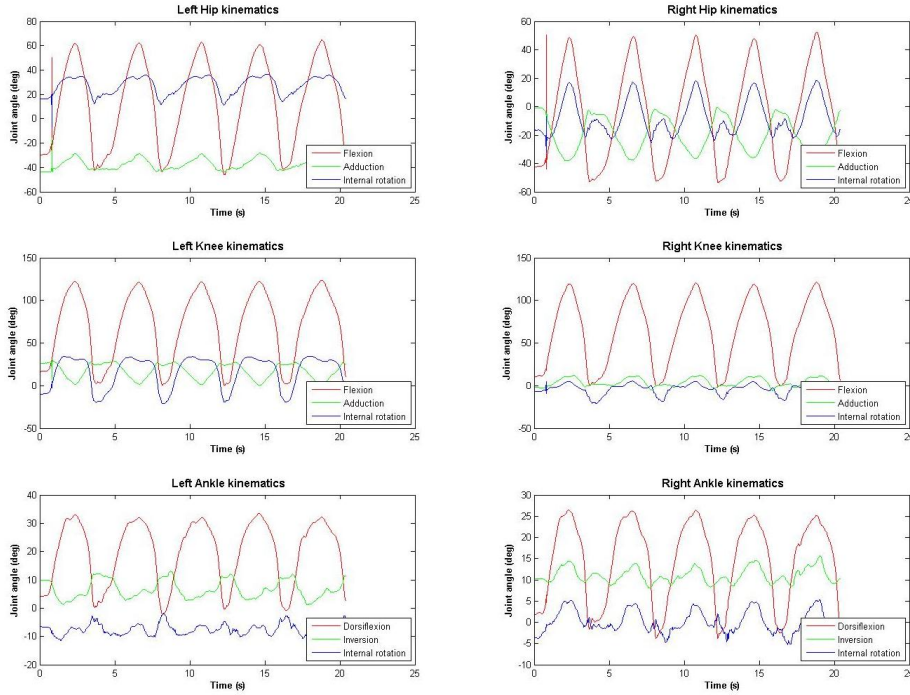 Left Hip kinematics
80
60
40
20
0
-20
-40
-60
Joint angle (deg)
Flexion
Adduction
Internal rotation
0 5 10 15 20 25
Time (s)
Right Hip kinematics
60
40
20
0
-20
-40
-60
Joint angle (deg)
Flexion
Adduction
Internal rotation
0 5 10 15 20 25
Time (s)
Left Knee kinematics
150
100
50
0
-50
Joint angle (deg)
Flexion
Adduction
Internal rotation
0 5 10 15 20 25
Time (s)
Right Knee kinematics
150
100
50
0
-50
Joint angle (deg)
Flexion
Adduction
Internal rotation
0 5 10 15 20 25
Time (s)
Left Ankle kinematics
40
30
20
10
0
-10
-20
Joint angle (deg)
Dorsiflexion
Inversion
Internal rotation
0 5 10 15 20 25
Time (s)
Right Ankle kinematics
30
25
20
15
10
5
0
-5
-10
Joint angle (deg)
Dorsiflexion
Inversion
Internal rotation
0 5 10 15 20 25
Time (s)